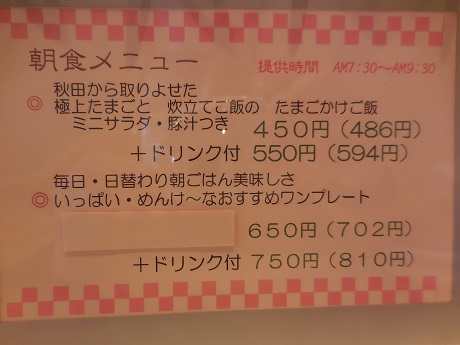 朝食メニュー 提供時間 AM7:30～AM9:30
秋田から取りよせた
◎ 極上たまごと 炊立てご飯の たまごかけご飯
ミニサラダ・豚汁つき 450円(486円)
＋ドリンク付 550円(594円)
毎日・日替わり朝ごはん美味しさ
◎ いっぱい・めんけ～なおすすめワンプレート
650円(702円)
＋ドリンク付 750円(810円)